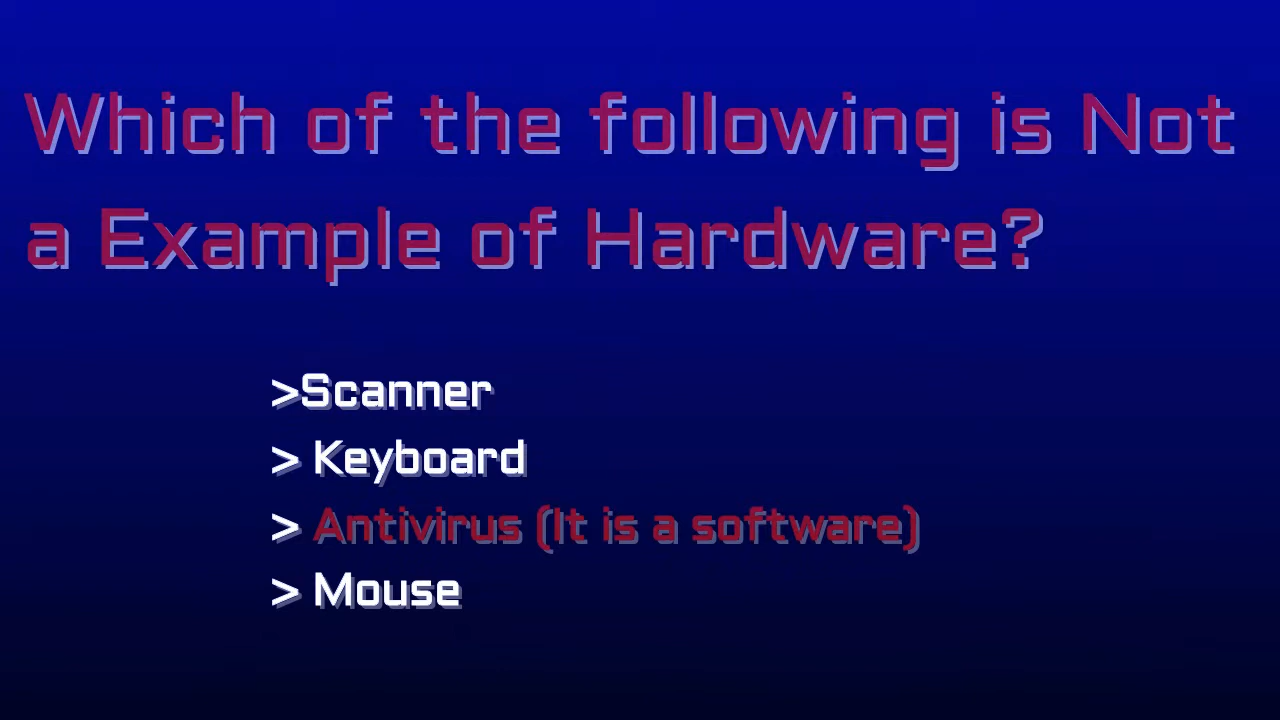 Which of the following is Not
a Example of Hardware?
>Scanner
> Keyboard
> Antivirus (It is a software)
> Mouse